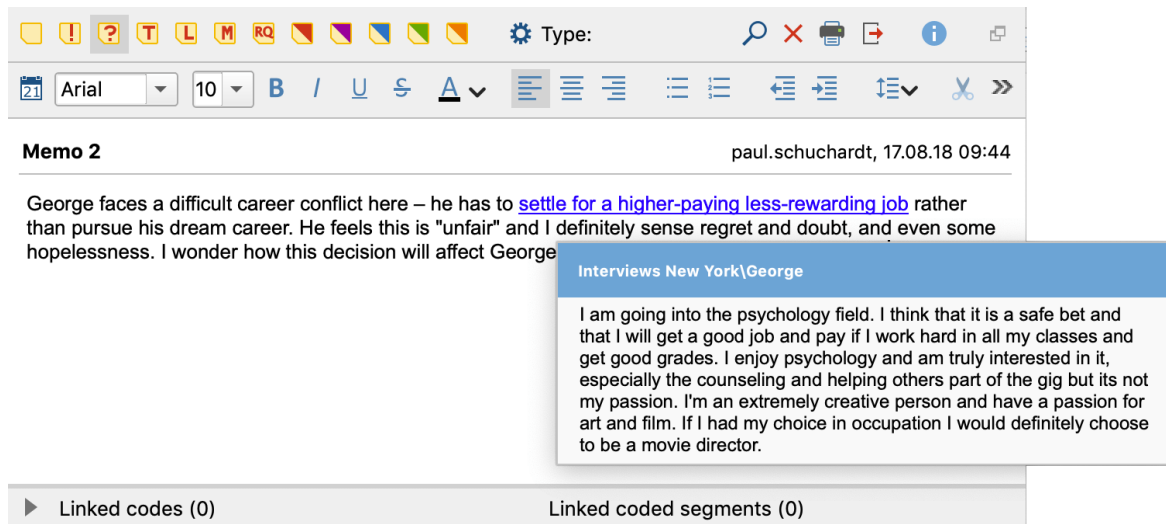 ! ? T L M RQ Type: i
21 Arial 10 B I U S A
Memo 2 paul.schuchardt, 17.08.18 09:44
George faces a difficult career conflict here – he has to settle for a higher-paying less-rewarding job rather
than pursue his dream career. He feels this is "unfair" and I definitely sense regret and doubt, and even some
hopelessness. I wonder how this decision will affect George
Interviews New York\George
I am going into the psychology field. I think that it is a safe bet and
that I will get a good job and pay if I work hard in all my classes and
get good grades. I enjoy psychology and am truly interested in it,
especially the counseling and helping others part of the gig but its not
my passion. I'm an extremely creative person and have a passion for
art and film. If I had my choice in occupation I would definitely choose
to be a movie director.
Linked codes (0) Linked coded segments (0)